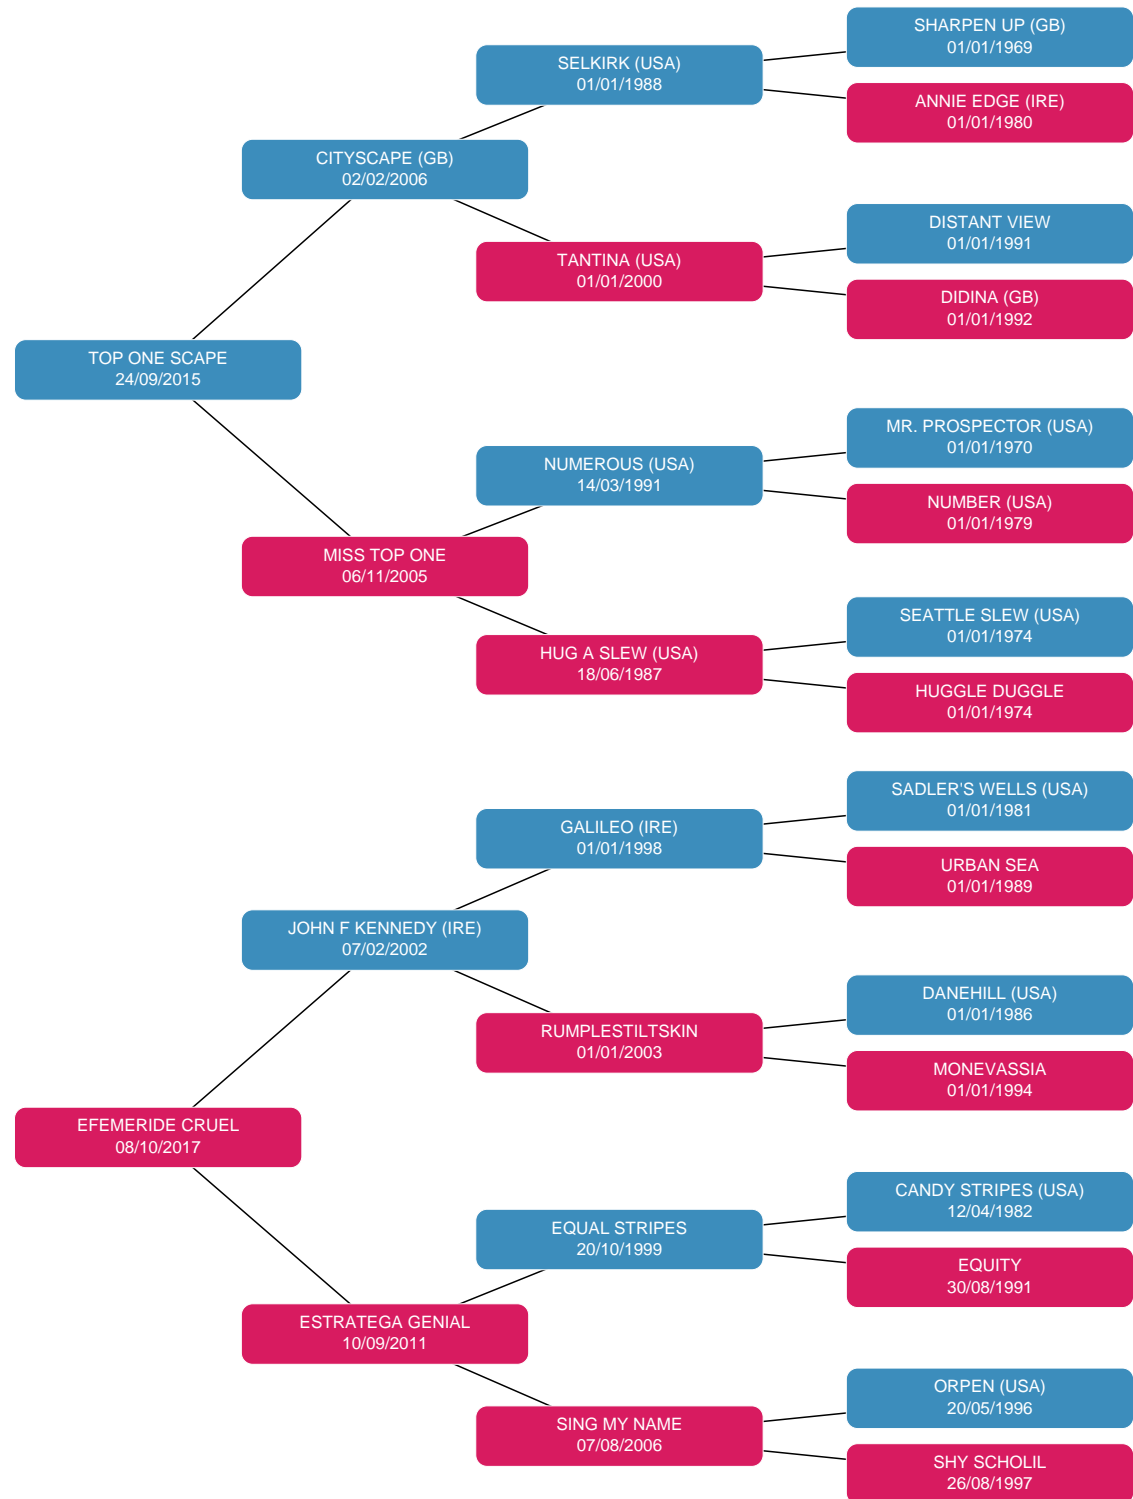 SHARPEN UP (GB)
01/01/1969
SELKIRK (USA)
01/01/1988
ANNIE EDGE (IRE)
01/01/1980
CITYSCAPE (GB)
02/02/2006
DISTANT VIEW
01/01/1991
TANTINA (USA)
01/01/2000
DIDINA (GB)
01/01/1992
TOP ONE SCAPE
24/09/2015
MR. PROSPECTOR (USA)
01/01/1970
NUMEROUS (USA)
14/03/1991
NUMBER (USA)
01/01/1979
MISS TOP ONE
06/11/2005
SEATTLE SLEW (USA)
01/01/1974
HUG A SLEW (USA)
18/06/1987
HUGGLE DUGGLE
01/01/1974
SADLER'S WELLS (USA)
01/01/1981
GALILEO (IRE)
01/01/1998
URBAN SEA
01/01/1989
JOHN F KENNEDY (IRE)
07/02/2002
DANEHILL (USA)
01/01/1986
RUMPLESTILTSKIN
01/01/2003
MONEVASSIA
01/01/1994
EFEMERIDE CRUEL
08/10/2017
CANDY STRIPES (USA)
12/04/1982
EQUAL STRIPES
20/10/1999
EQUITY
30/08/1991
ESTRATEGA GENIAL
10/09/2011
ORPEN (USA)
20/05/1996
SING MY NAME
07/08/2006
SHY SCHOLIL
26/08/1997